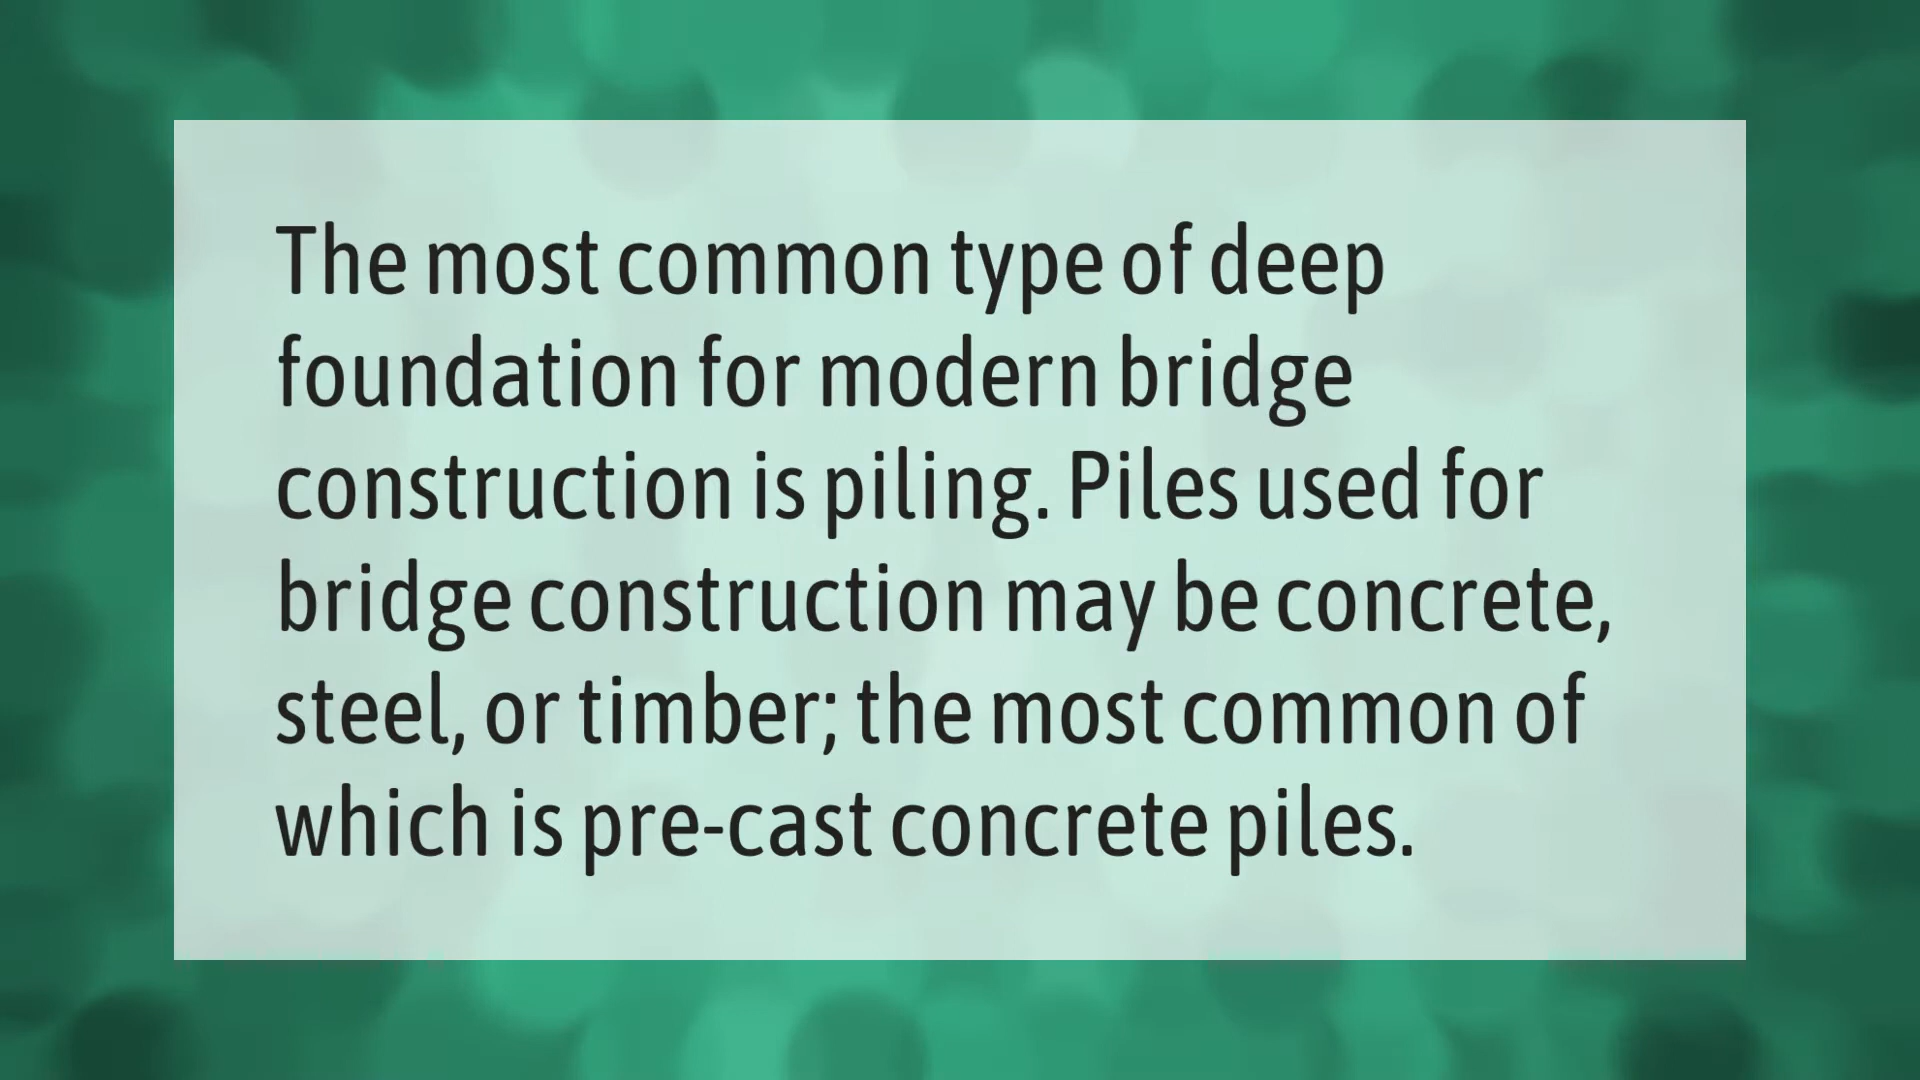 The most common type of deep
foundation for modern bridge
construction is piling. Piles used for
bridge construction may be concrete,
steel, or timber; the most common of
which is pre-cast concrete piles.